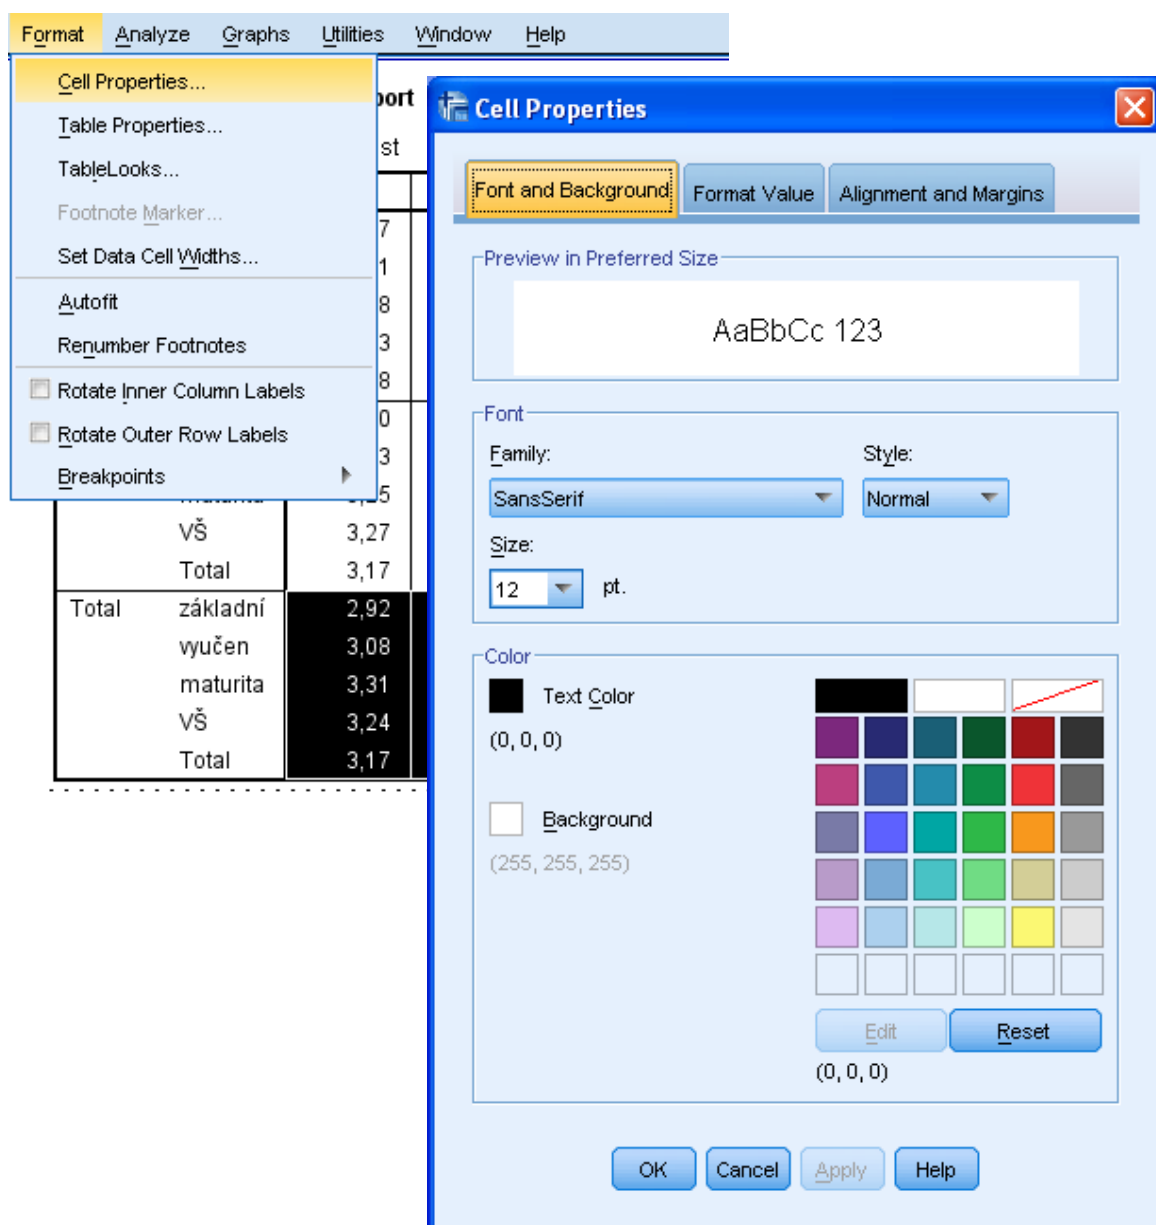 Format Analyze Graphs Utilities Window Help
Cell Properties...
Table Properties...
TableLooks...
Footnote Marker...
Set Data Cell Widths...
Autofit
Renumber Footnotes
Rotate Inner Column Labels
Rotate Outer Row Labels
Breakpoints
port
st
7
1
8
3
8
0
3
5
VŠ 3,27
Total 3,17
Total základní 2,92
vyučen 3,08
maturita 3,31
VŠ 3,24
Total 3,17
Cell Properties
Font and Background Format Value Alignment and Margins
Preview in Preferred Size
AaBbCc 123
Font
Family: Style:
SansSerif Normal
Size:
12 pt.
Color
Text Color
(0, 0, 0)
Background
(255, 255, 255)
Edit Reset
(0, 0, 0)
OK Cancel Apply Help